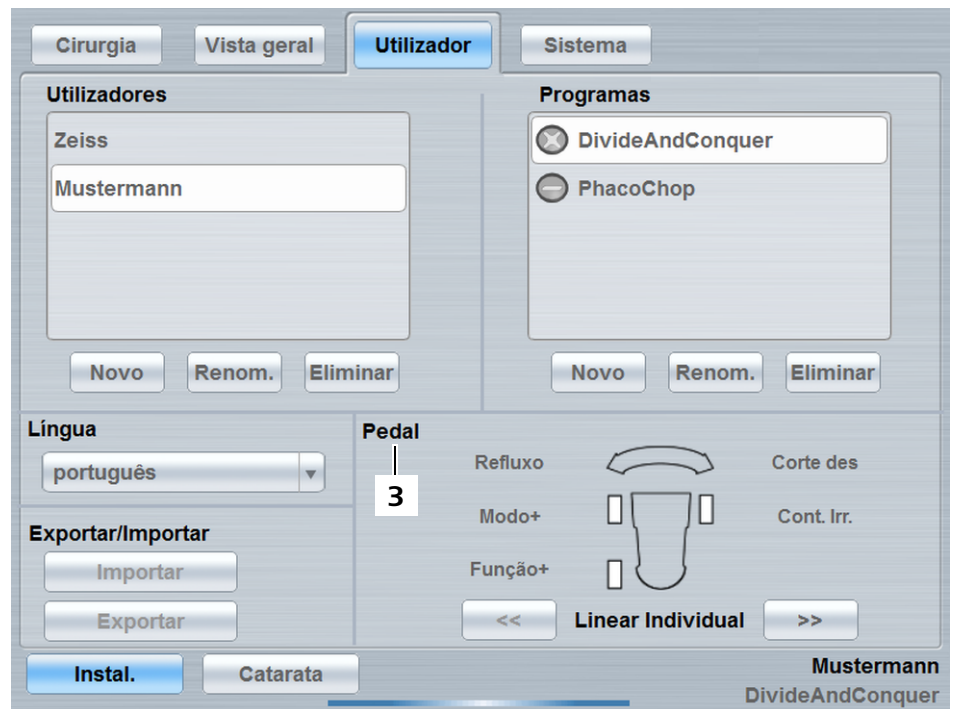 Cirurgia
Vista geral
Utilizador
Sistema
Utilizadores
Zeiss
Mustermann
Novo
Renom.
Eliminar
Programas
DivideAndConquer
PhacoChop
Novo
Renom.
Eliminar
Língua
português
Exportar/Importar
Importar
Exportar
Pedal
3
Refluxo
Corte des
Modo+
Cont. Irr.
Função+
<< Linear Individual >>
Instal.
Catarata
Mustermann
DivideAndConquer